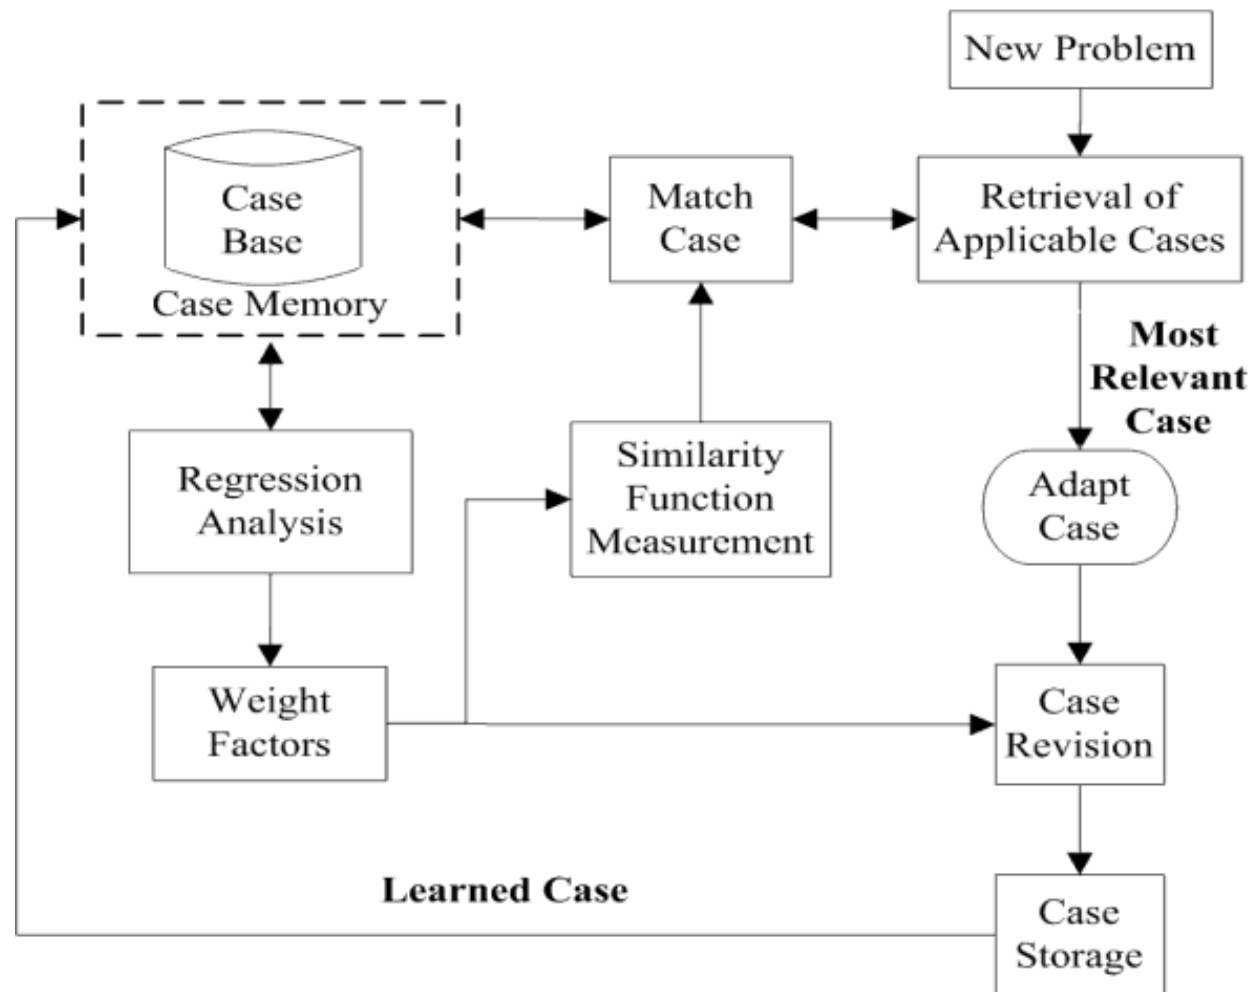 New Problem
Case
Base
Case Memory
Match
Case
Retrieval of
Applicable Cases
Most
Relevant
Case
Regression
Analysis
Similarity
Function
Measurement
Adapt
Case
Weight
Factors
Case
Revision
Learned Case
Case
Storage